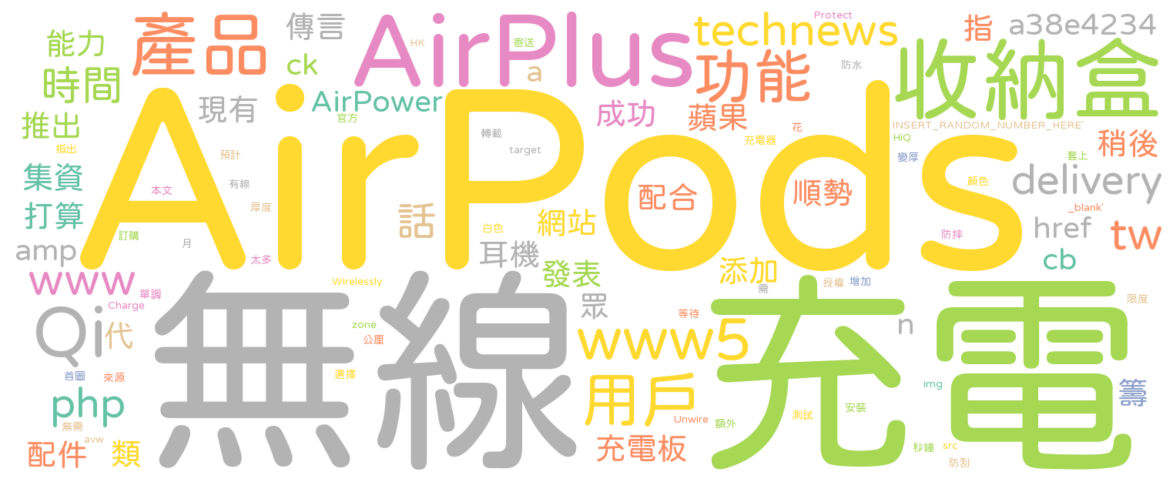 Protect
傳言
AirPlus
HK
寄送
technews
指
a38e4234
產品
能力
ck
a
功能
防水
收納盒
時間
現有
AirPower
官方
成功
蘋果
花
INSERT_RANDOM_NUMBER_HERE'
推出
指出
預計
轉載
target
充電器
HiQ
變厚
套上
稍後
AirPods
集資
本文
有線
配合
順勢
顏色
delivery
打算
厚度
話
白色
網站
_blank'
href
tw
訂購
月
防摔
amp
太多
耳機
發表
添加
cb
www
單調
Charge
Wirelessly
需
授權
增加
限度
無線
充電
眾
等待
n
Qi
代
zone
公厘
www5
首圖
來源
選擇
用戶
img
籌
php
無需
Unwire
額外
測試
安裝
avw
配件
類
充電板
秒鐘
src
防刮